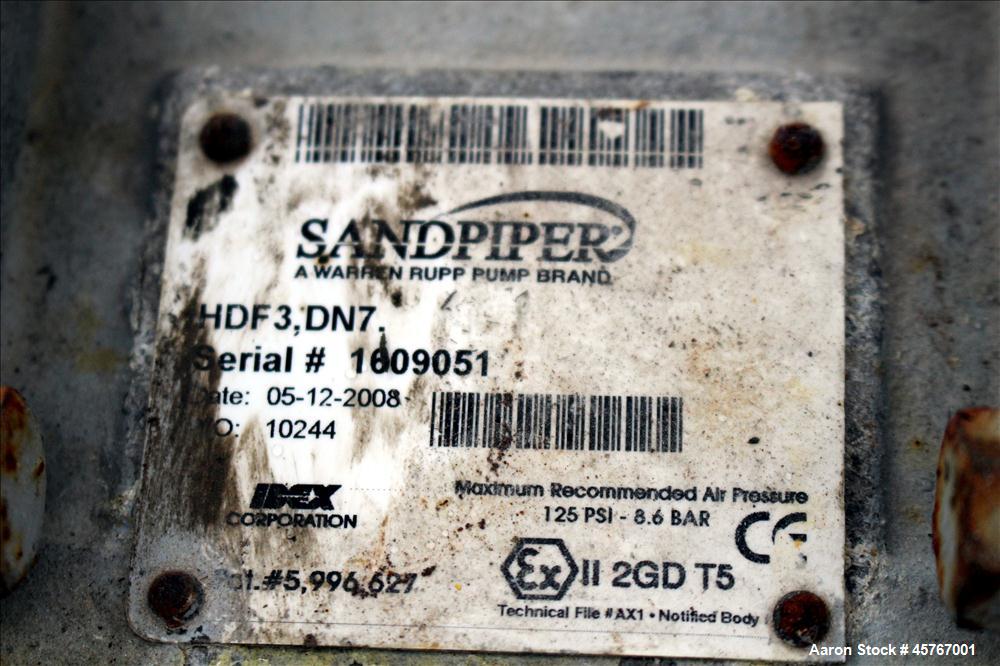 SANDPIPER®
A WARREN RUPP PUMP BRAND
HDF3,DN7.
Serial # 1609051
Date: 05-12-2008
10244
IDEX
CORPORATION
Maximum Recommended Air Pressure
125 PSI - 8.6 BAR
CE
Pat.#5,996,627
Ex II 2GD T5
Technical File #AX1 • Notified Body
Aaron Stock # 45767001